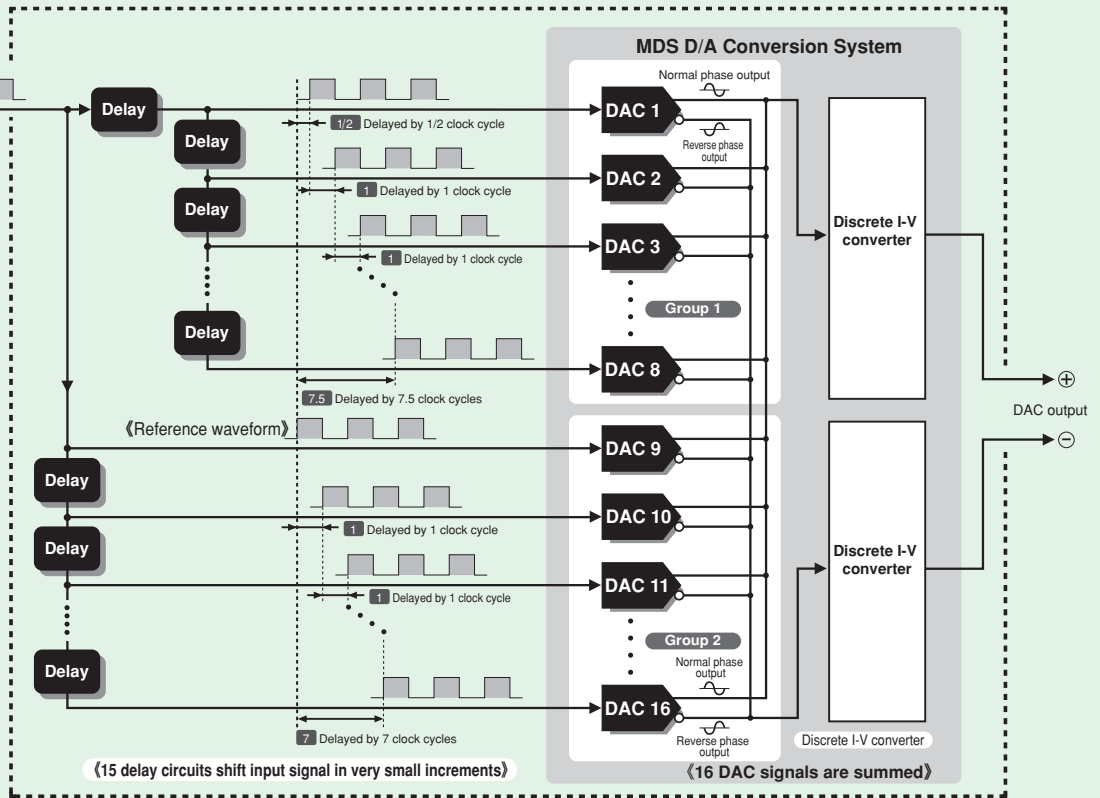 MDS D/A Conversion System
Normal phase output
Delay
DAC 1
1/2 Delayed by 1/2 clock cycle
Delay
Reverse phase
output
DAC 2
1 Delayed by 1 clock cycle
Delay
Discrete I-V
converter
DAC 3
1 Delayed by 1 clock cycle
Group 1
Delay
DAC 8
7.5 Delayed by 7.5 clock cycles
DAC output
《Reference waveform》
DAC 9
Delay
DAC 10
1 Delayed by 1 clock cycle
Delay
Discrete I-V
converter
DAC 11
1 Delayed by 1 clock cycle
Group 2
Delay
Normal phase
output
DAC 16
7 Delayed by 7 clock cycles
Reverse phase
output
Discrete I-V converter
《15 delay circuits shift input signal in very small increments》
《16 DAC signals are summed》